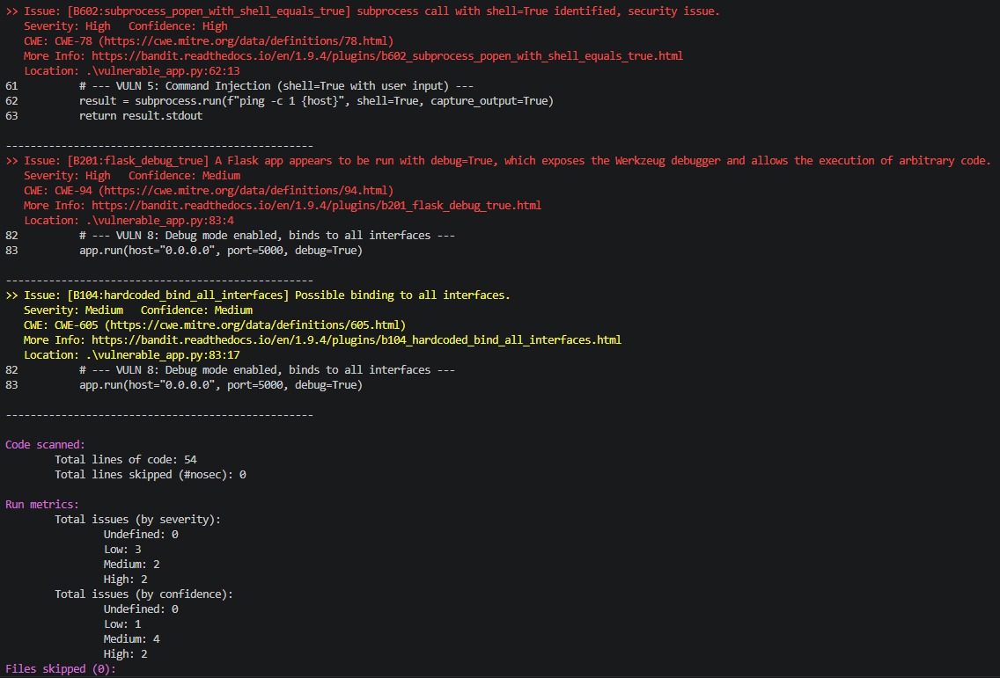 >> Issue: [B602:subprocess_popen_with_shell_equals_true] subprocess call with shell=True identified, security issue.
   Severity: High   Confidence: High
   CWE: CWE-78 (https://cwe.mitre.org/data/definitions/78.html)
   More Info: https://bandit.readthedocs.io/en/1.9.4/plugins/b602_subprocess_popen_with_shell_equals_true.html
   Location: .\vulnerable_app.py:62:13
61          # --- VULN 5: Command Injection (shell=True with user input) ---
62          result = subprocess.run(f"ping -c 1 {host}", shell=True, capture_output=True)
63          return result.stdout

--------------------------------------------------
>> Issue: [B201:flask_debug_true] A Flask app appears to be run with debug=True, which exposes the Werkzeug debugger and allows the execution of arbitrary code.
   Severity: High   Confidence: Medium
   CWE: CWE-94 (https://cwe.mitre.org/data/definitions/94.html)
   More Info: https://bandit.readthedocs.io/en/1.9.4/plugins/b201_flask_debug_true.html
   Location: .\vulnerable_app.py:83:4
82          # --- VULN 8: Debug mode enabled, binds to all interfaces ---
83          app.run(host="0.0.0.0", port=5000, debug=True)

--------------------------------------------------
>> Issue: [B104:hardcoded_bind_all_interfaces] Possible binding to all interfaces.
   Severity: Medium   Confidence: Medium
   CWE: CWE-605 (https://cwe.mitre.org/data/definitions/605.html)
   More Info: https://bandit.readthedocs.io/en/1.9.4/plugins/b104_hardcoded_bind_all_interfaces.html
   Location: .\vulnerable_app.py:83:17
82          # --- VULN 8: Debug mode enabled, binds to all interfaces ---
83          app.run(host="0.0.0.0", port=5000, debug=True)

--------------------------------------------------

Code scanned:
        Total lines of code: 54
        Total lines skipped (#nosec): 0

Run metrics:
        Total issues (by severity):
                Undefined: 0
                Low: 3
                Medium: 2
                High: 2
        Total issues (by confidence):
                Undefined: 0
                Low: 1
                Medium: 4
                High: 2
Files skipped (0):